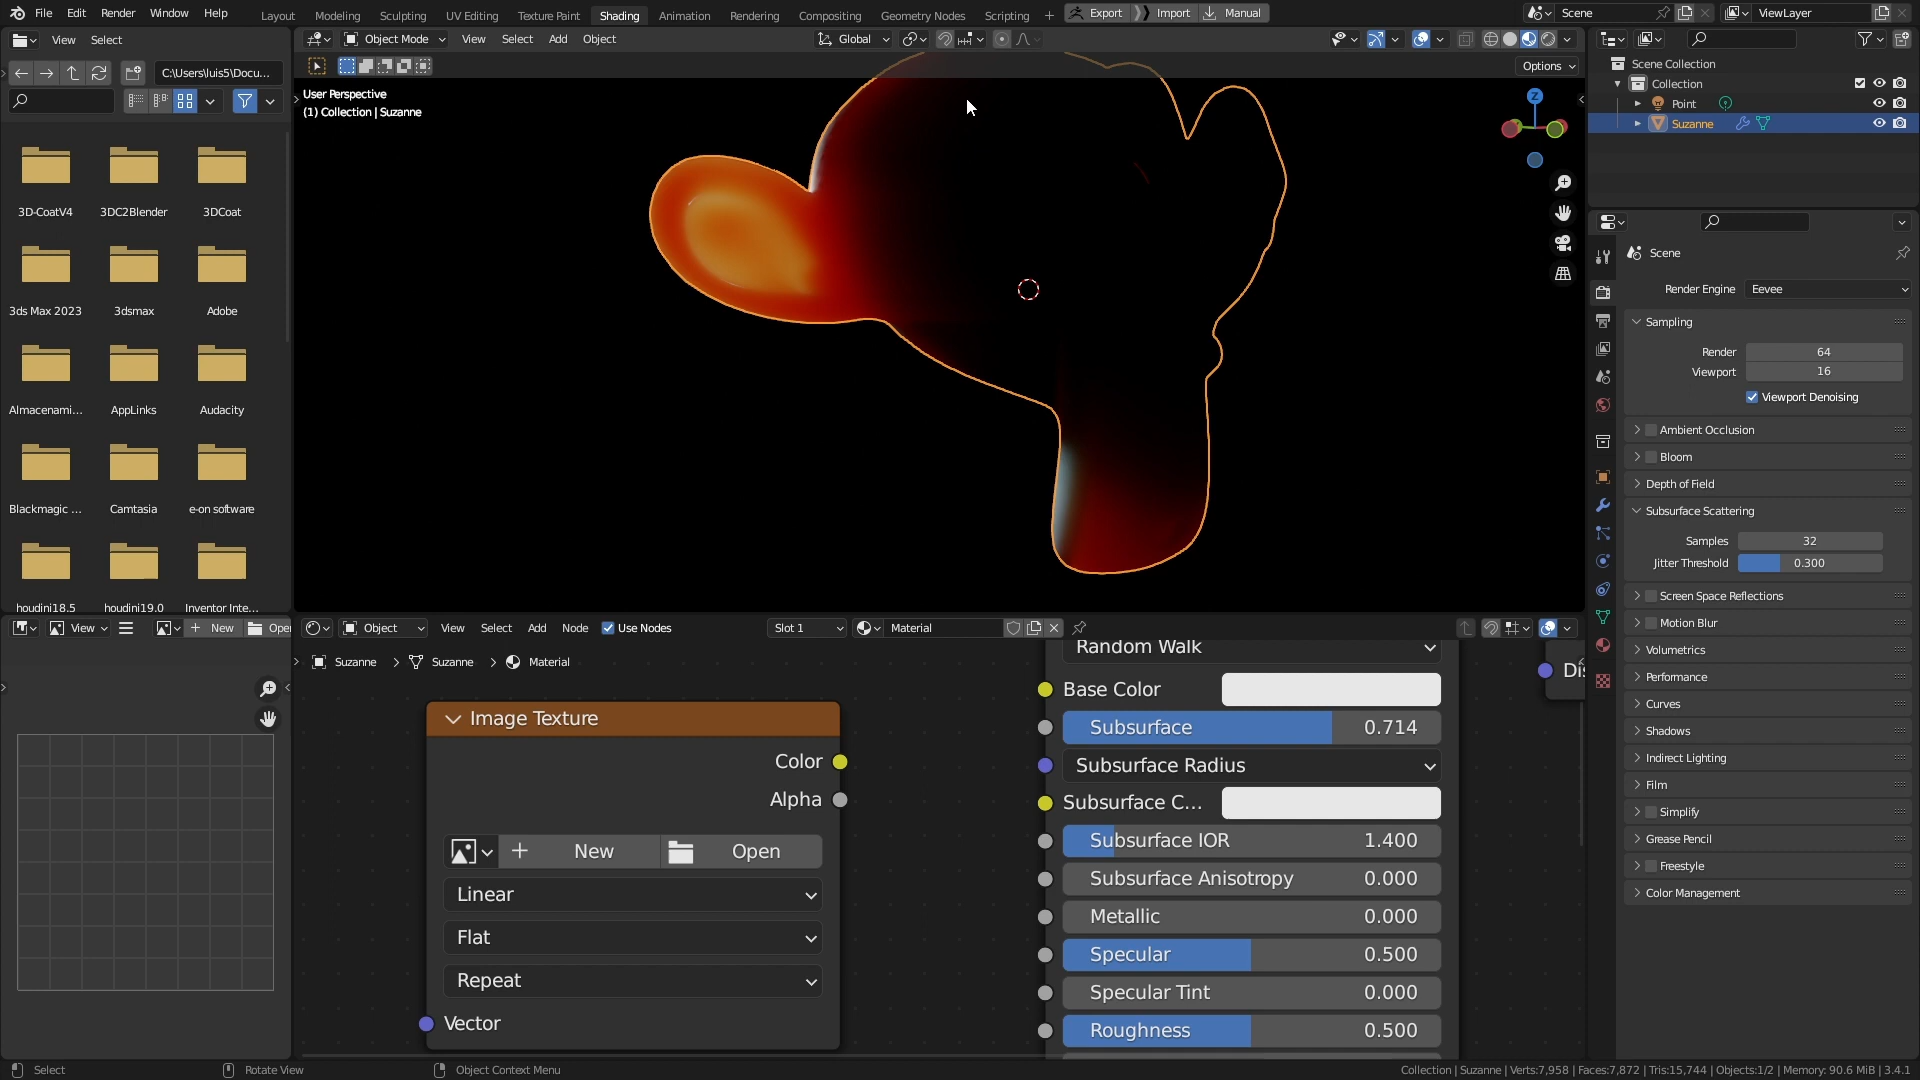 File Edit Render Window Help Layout Modeling Sculpting UV Editing Texture Paint Shading Animation Rendering Compositing Geometry Nodes Scripting + Export Import Manual Scene ViewLayer
View Select
Object Mode View Select Add Object Global
C:\Users\luis5\Docu...
Options
User Perspective
(1) Collection | Suzanne
Z
3D-CoatV4 3DC2Blender 3DCoat
3ds Max 2023 3dsmax Adobe
Almacenami... AppLinks Audacity
Blackmagic ... Camtasia e-on software
houdini18.5 houdini19.0 Inventor Inte...
Scene Collection
Collection
Point
Suzanne
Scene
Render Engine Eevee
Sampling
Render 64
Viewport 16
Viewport Denoising
Ambient Occlusion
Bloom
Depth of Field
Subsurface Scattering
Samples 32
Jitter Threshold 0.300
Screen Space Reflections
Motion Blur
Volumetrics
Performance
Curves
Shadows
Indirect Lighting
Film
Simplify
Grease Pencil
Freestyle
Color Management
View + New Open
Object View Select Add Node Use Nodes Slot 1 Material
Suzanne > Suzanne > Material
Image Texture
Color
Alpha
+ New Open
Linear
Flat
Repeat
Vector
Random Walk
Base Color
Subsurface 0.714
Subsurface Radius
Subsurface C...
Subsurface IOR 1.400
Subsurface Anisotropy 0.000
Metallic 0.000
Specular 0.500
Specular Tint 0.000
Roughness 0.500
Select Rotate View Object Context Menu Collection | Suzanne | Verts:7,958 | Faces:7,872 | Tris:15,744 | Objects:1/2 | Memory: 90.6 MiB | 3.4.1